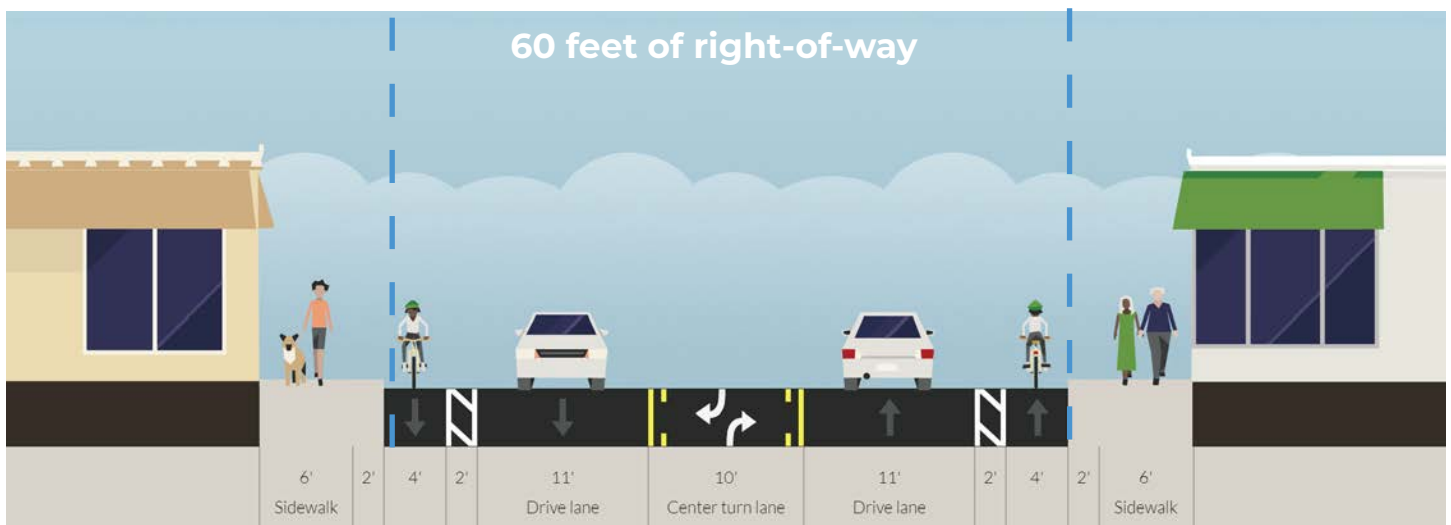 60 feet of right-of-way
6' 2' 4' 2' 11' 10' 11' 2' 4' 2' 6'
Sidewalk Drive lane Center turn lane Drive lane Sidewalk